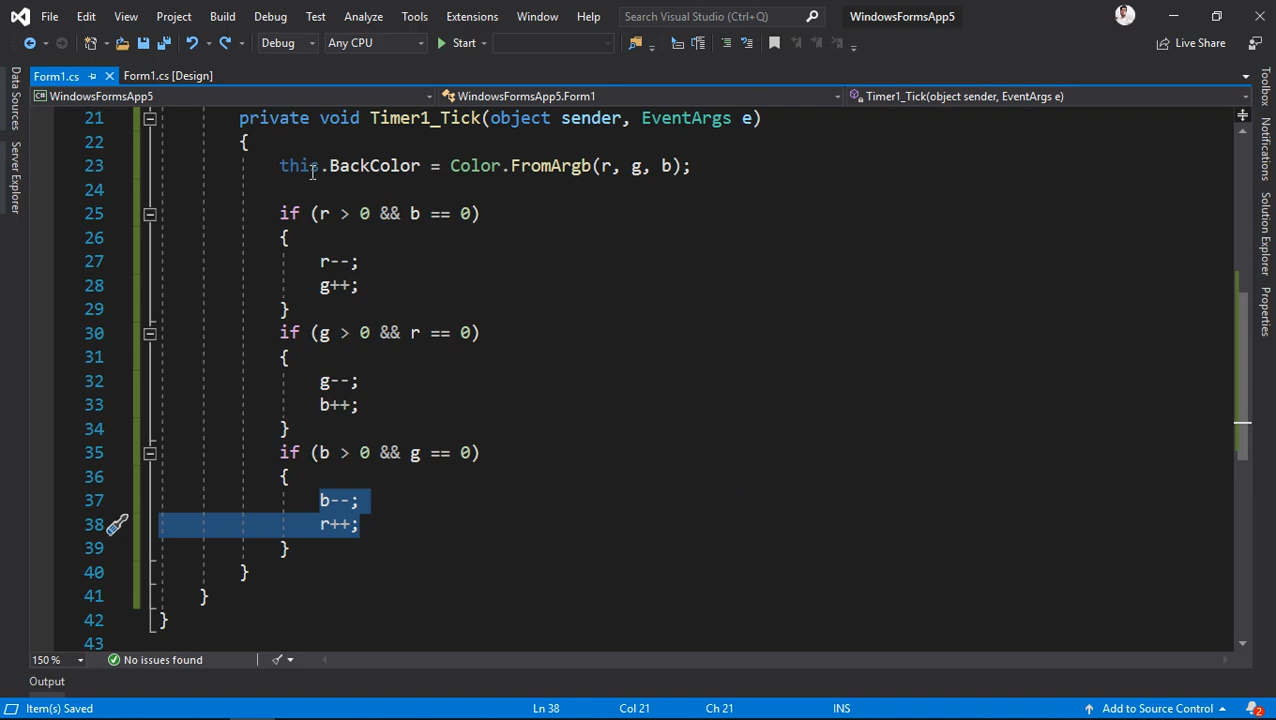 File Edit View Project Build Debug Test Analyze Tools Extensions Window Help Search Visual Studio (Ctrl+Q) WindowsFormsApp5
Debug Any CPU Start Live Share
Form1.cs Form1.cs [Design]
WindowsFormsApp5 WindowsFormsApp5.Form1 Timer1_Tick(object sender, EventArgs e)
Data Sources
Server Explorer
Toolbox
Solution Explorer
Properties
21 private void Timer1_Tick(object sender, EventArgs e)
22 {
23 this.BackColor = Color.FromArgb(r, g, b);
24
25 if (r > 0 && b == 0)
26 {
27 r--;
28 g++;
29 }
30 if (g > 0 && r == 0)
31 {
32 g--;
33 b++;
34 }
35 if (b > 0 && g == 0)
36 {
37 b--;
38 r++;
39 }
40 }
41 }
42 }
43
150 % No issues found
Output
Item(s) Saved Ln 38 Col 21 Ch 21 INS Add to Source Control 2